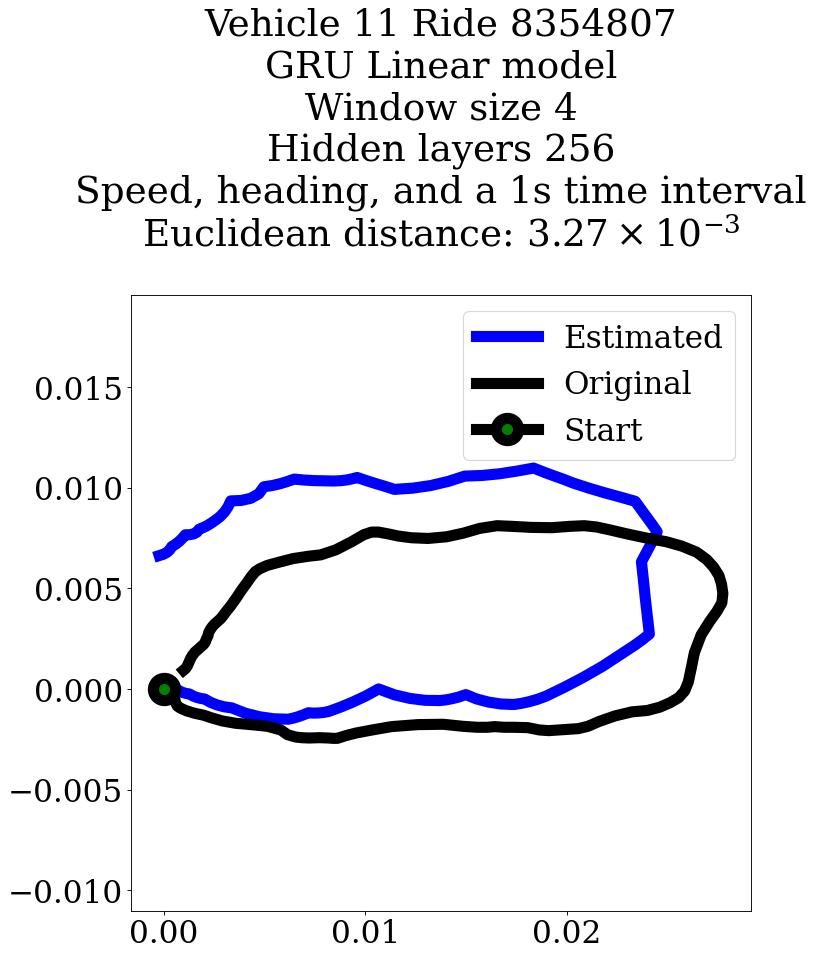 Vehicle 11 Ride 8354807
GRU Linear model
Window size 4
Hidden layers 256
Speed, heading, and a 1s time interval
Euclidean distance: 3.27 × 10⁻³
Estimated
Original
Start
0.015
0.010
0.005
0.000
−0.005
−0.010
0.00 0.01 0.02